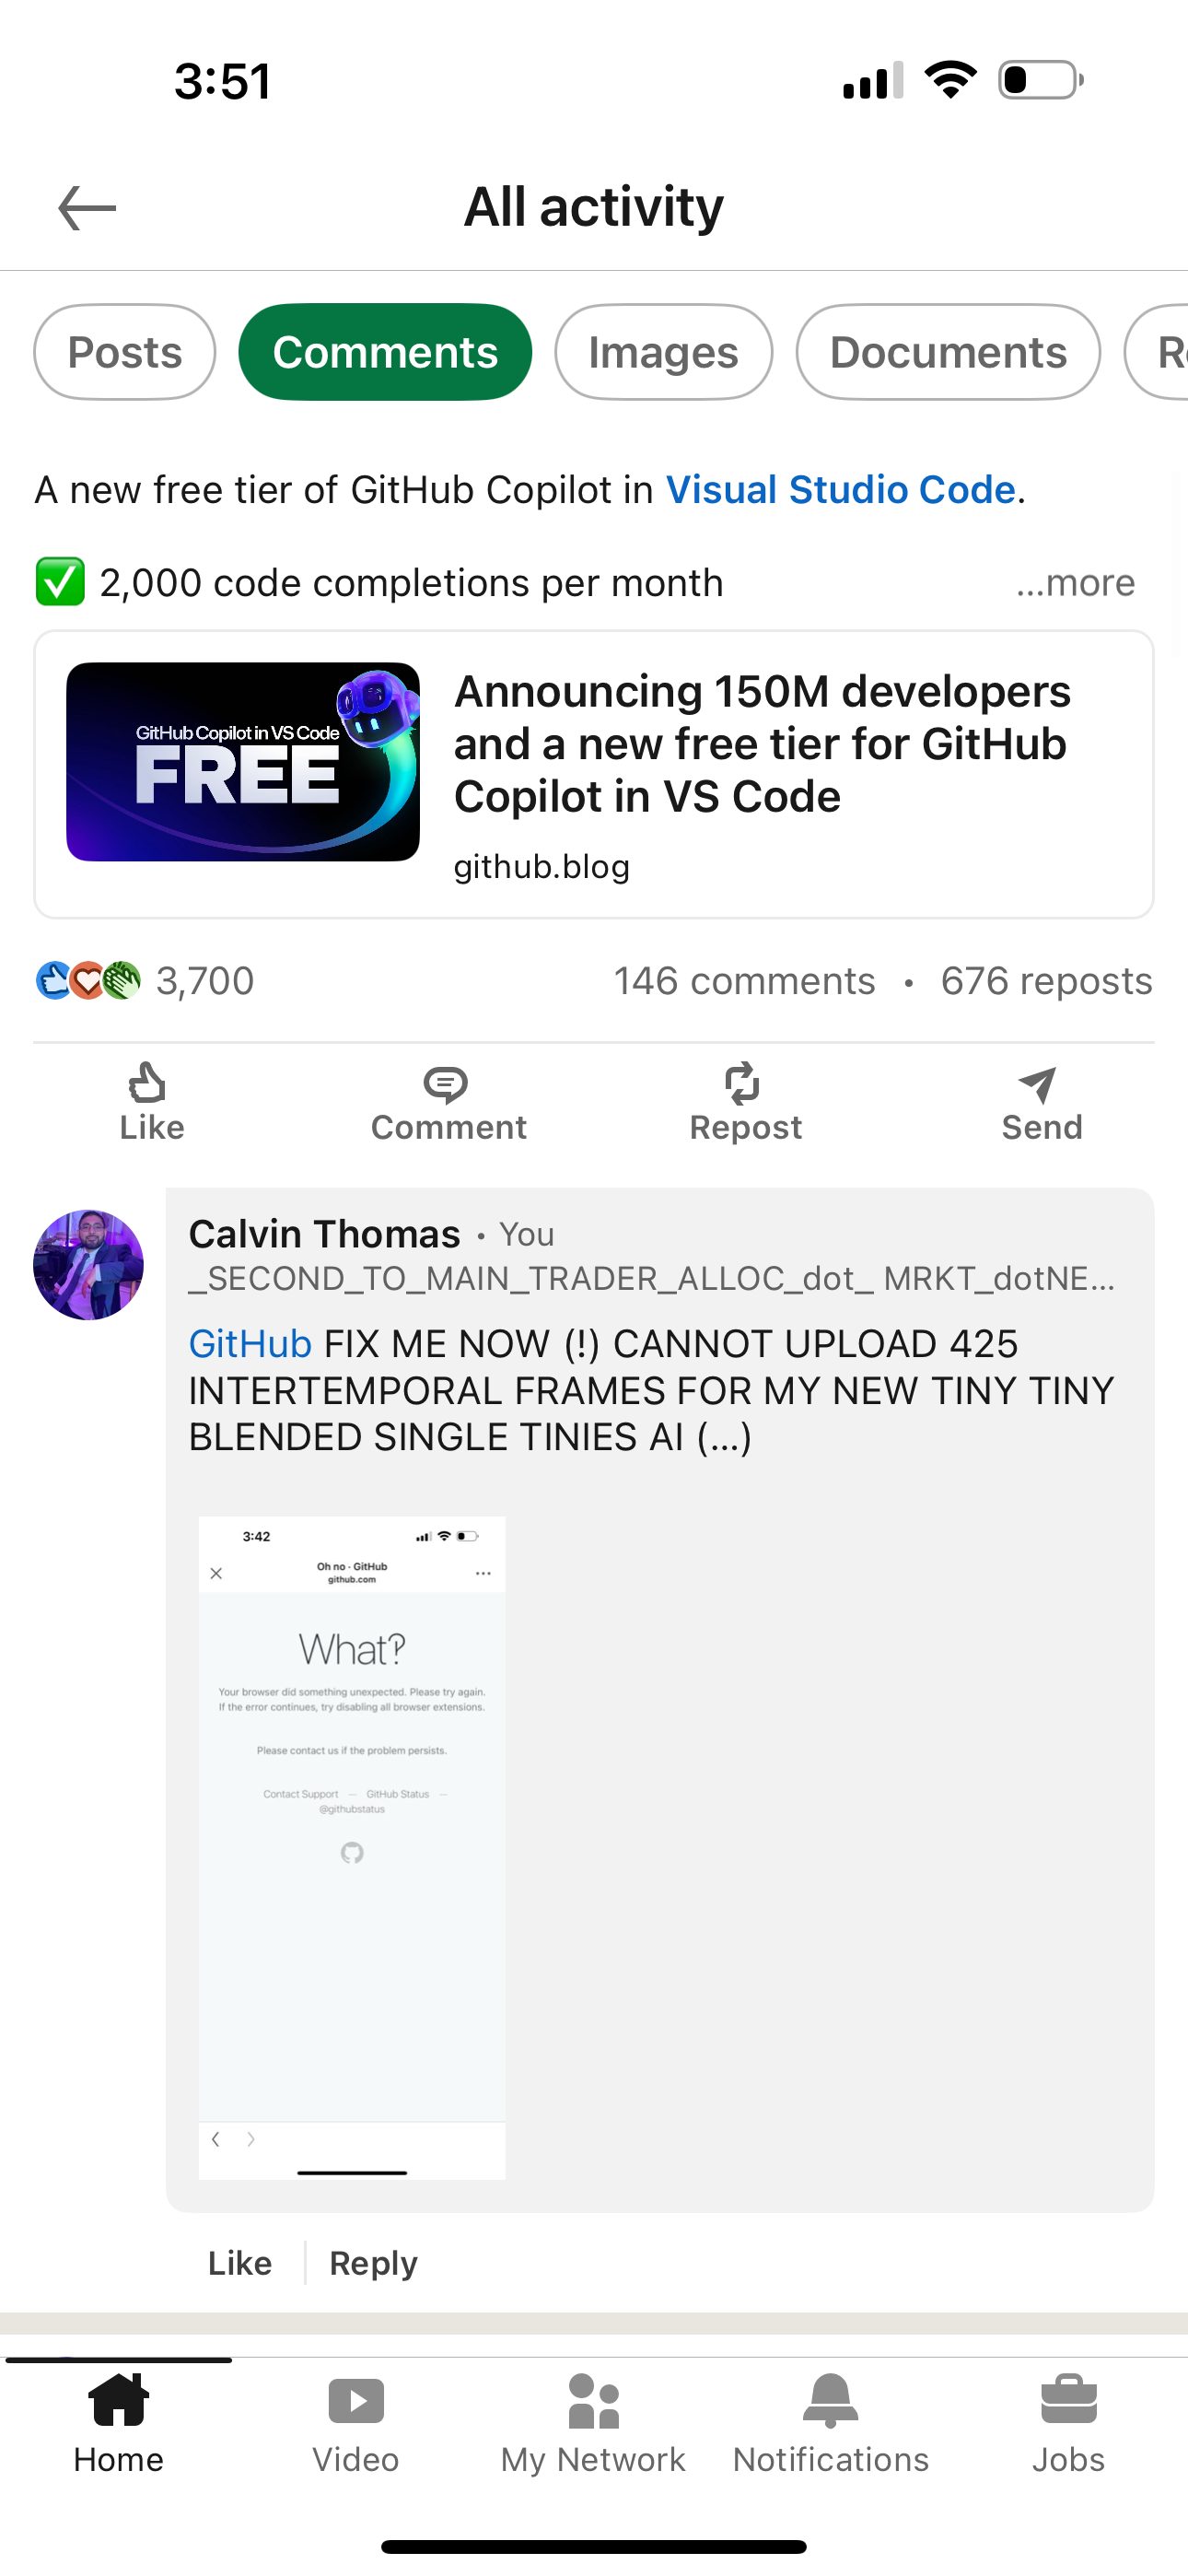 3:51
All activity
Posts
Comments
Images
Documents
A new free tier of GitHub Copilot in Visual Studio Code.
✅ 2,000 code completions per month ...more
GitHub Copilot in VS Code
FREE
Announcing 150M developers
and a new free tier for GitHub
Copilot in VS Code
github.blog
3,700 146 comments • 676 reposts
Like Comment Repost Send
Calvin Thomas • You
_SECOND_TO_MAIN_TRADER_ALLOC_dot_ MRKT_dotNE...
GitHub FIX ME NOW (!) CANNOT UPLOAD 425
INTERTEMPORAL FRAMES FOR MY NEW TINY TINY
BLENDED SINGLE TINIES AI (...)
3:42
Oh no · GitHub
github.com
What?
Your browser did something unexpected. Please try again.
If the error continues, try disabling all browser extensions.
Please contact us if the problem persists.
Contact Support — GitHub Status —
@githubstatus
Like Reply
Home Video My Network Notifications Jobs